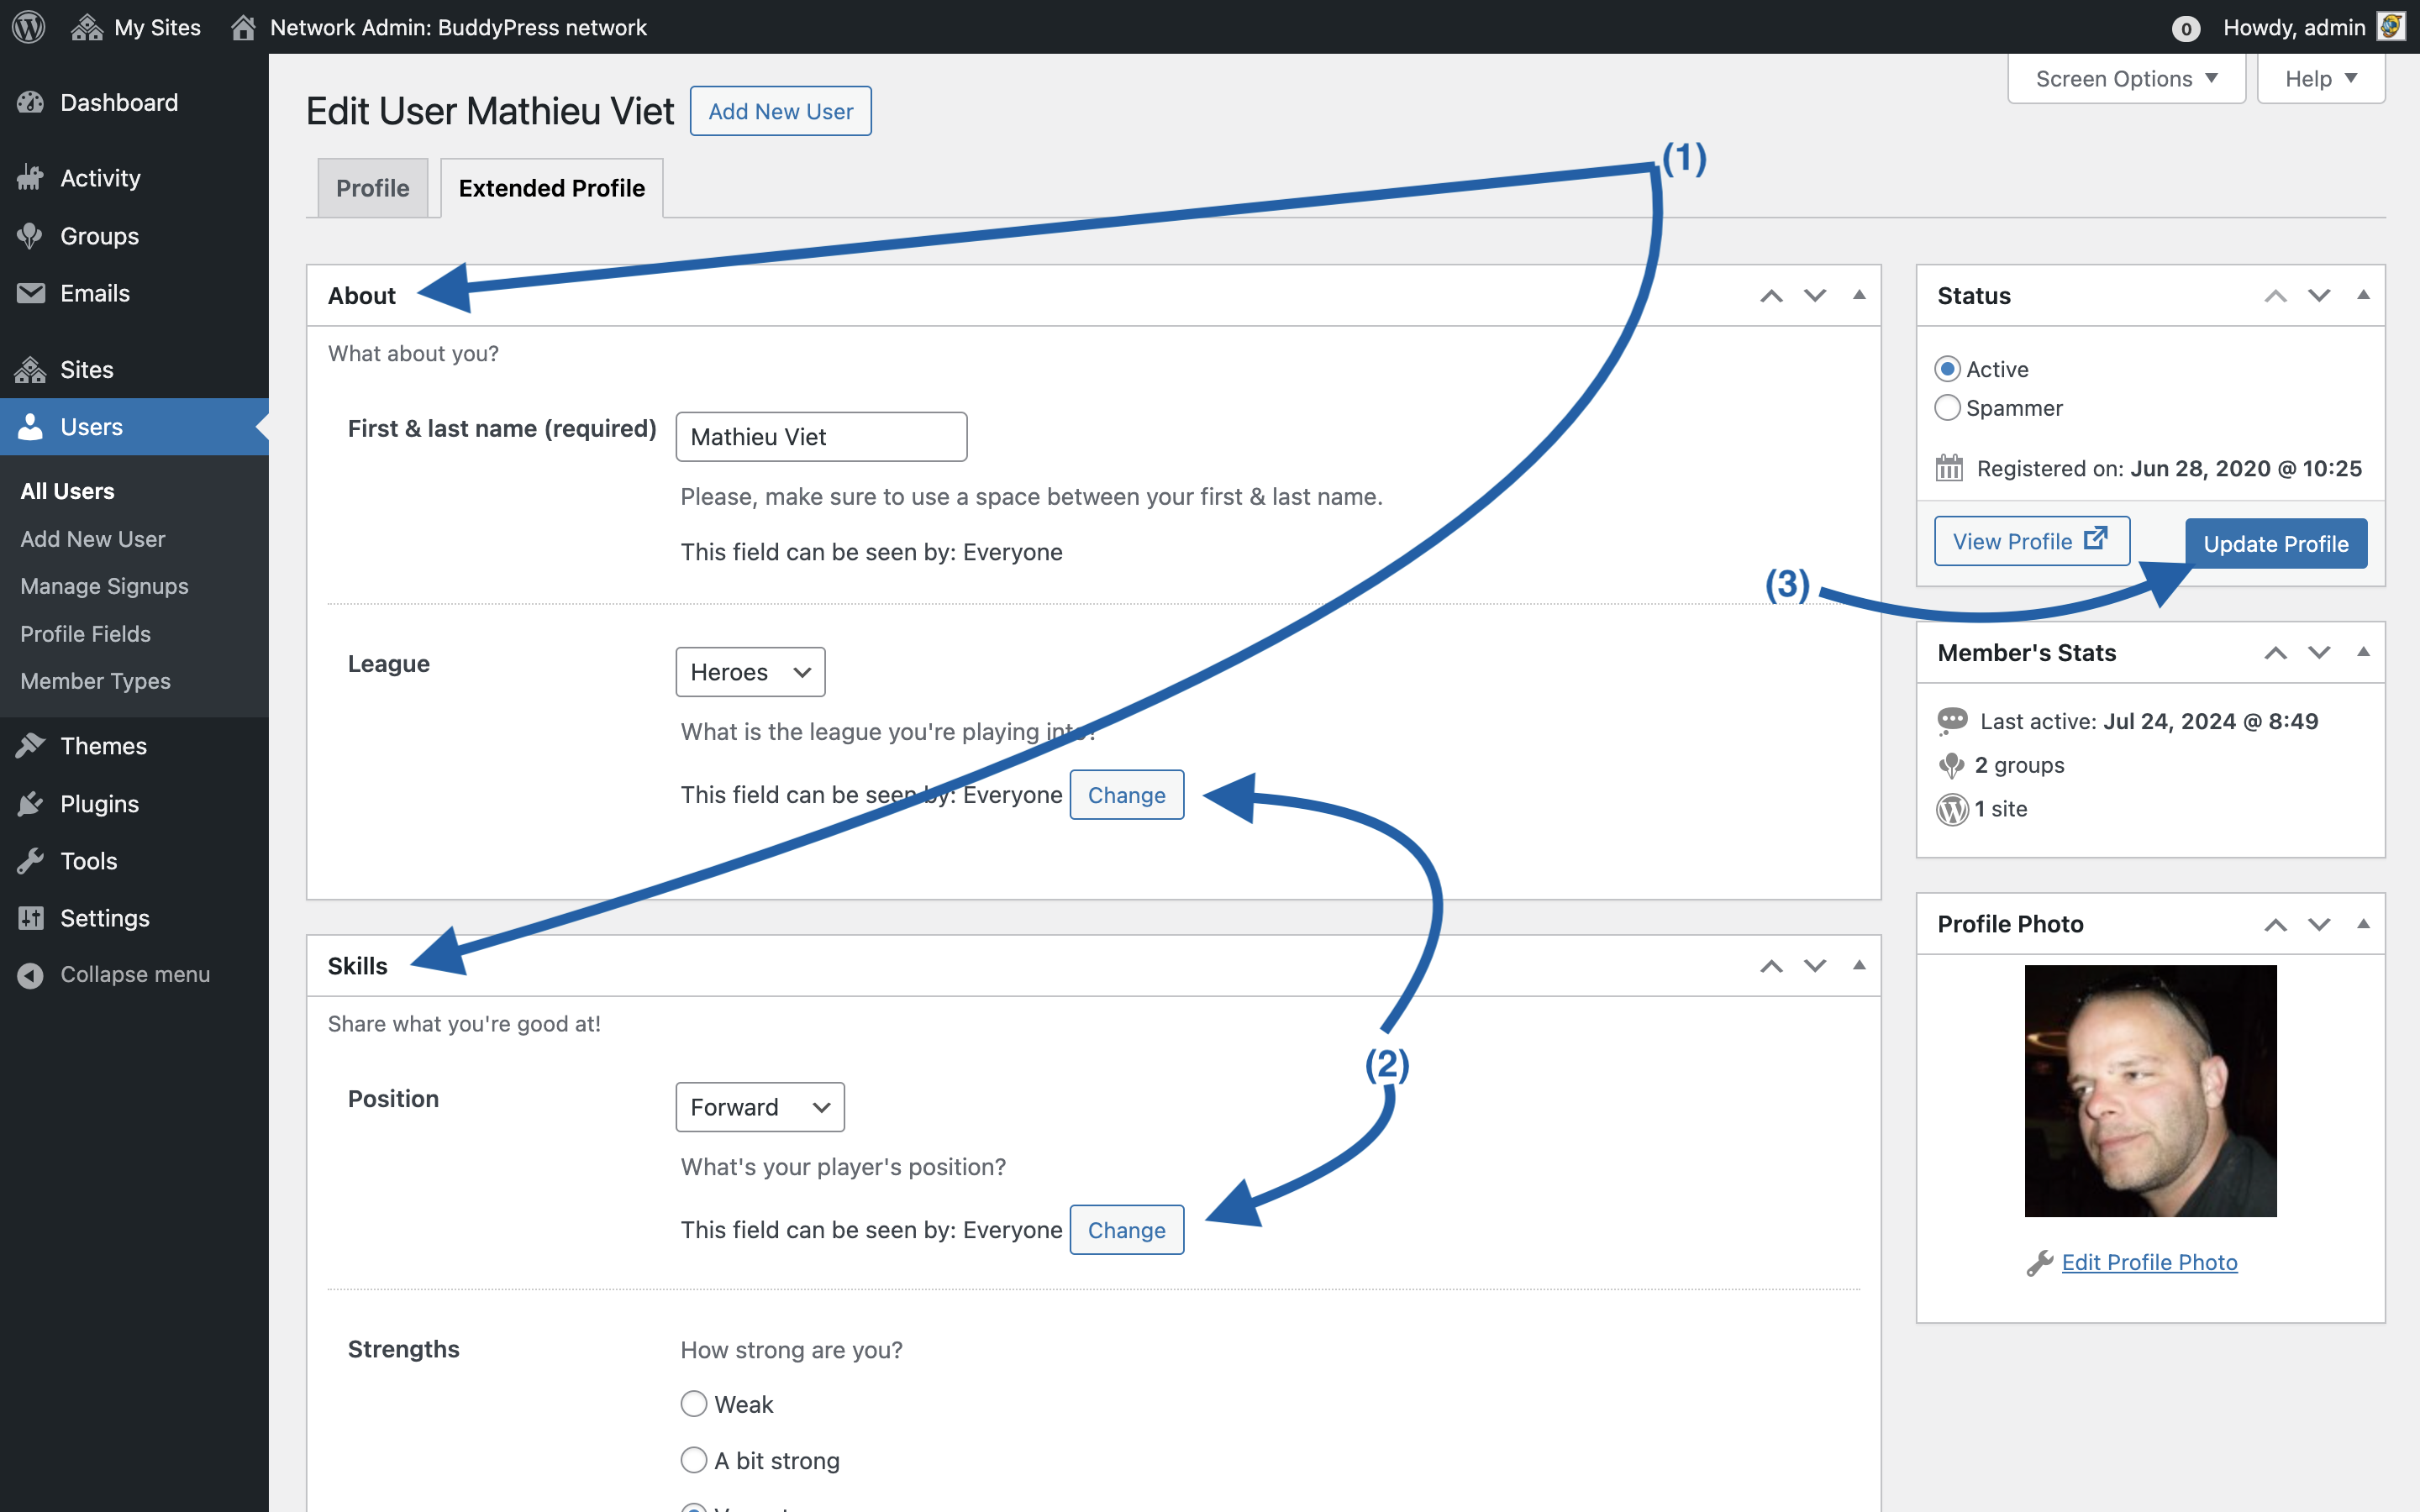 My Sites
Network Admin: BuddyPress network
0
Howdy, admin
Dashboard
Activity
Groups
Emails
Sites
Users
All Users
Add New User
Manage Signups
Profile Fields
Member Types
Themes
Plugins
Tools
Settings
Collapse menu
Screen Options
Help
Edit User Mathieu Viet
Add New User
(1)
Profile
Extended Profile
About
What about you?
First & last name (required)
Mathieu Viet
Please, make sure to use a space between your first & last name.
This field can be seen by: Everyone
League
Heroes
What is the league you're playing into?
This field can be seen by: Everyone
Change
Skills
Share what you're good at!
(2)
Position
Forward
What's your player's position?
This field can be seen by: Everyone
Change
Strengths
How strong are you?
Weak
A bit strong
Status
Active
Spammer
Registered on: Jun 28, 2020 @ 10:25
View Profile
Update Profile
(3)
Member's Stats
Last active: Jul 24, 2024 @ 8:49
2 groups
1 site
Profile Photo
Edit Profile Photo